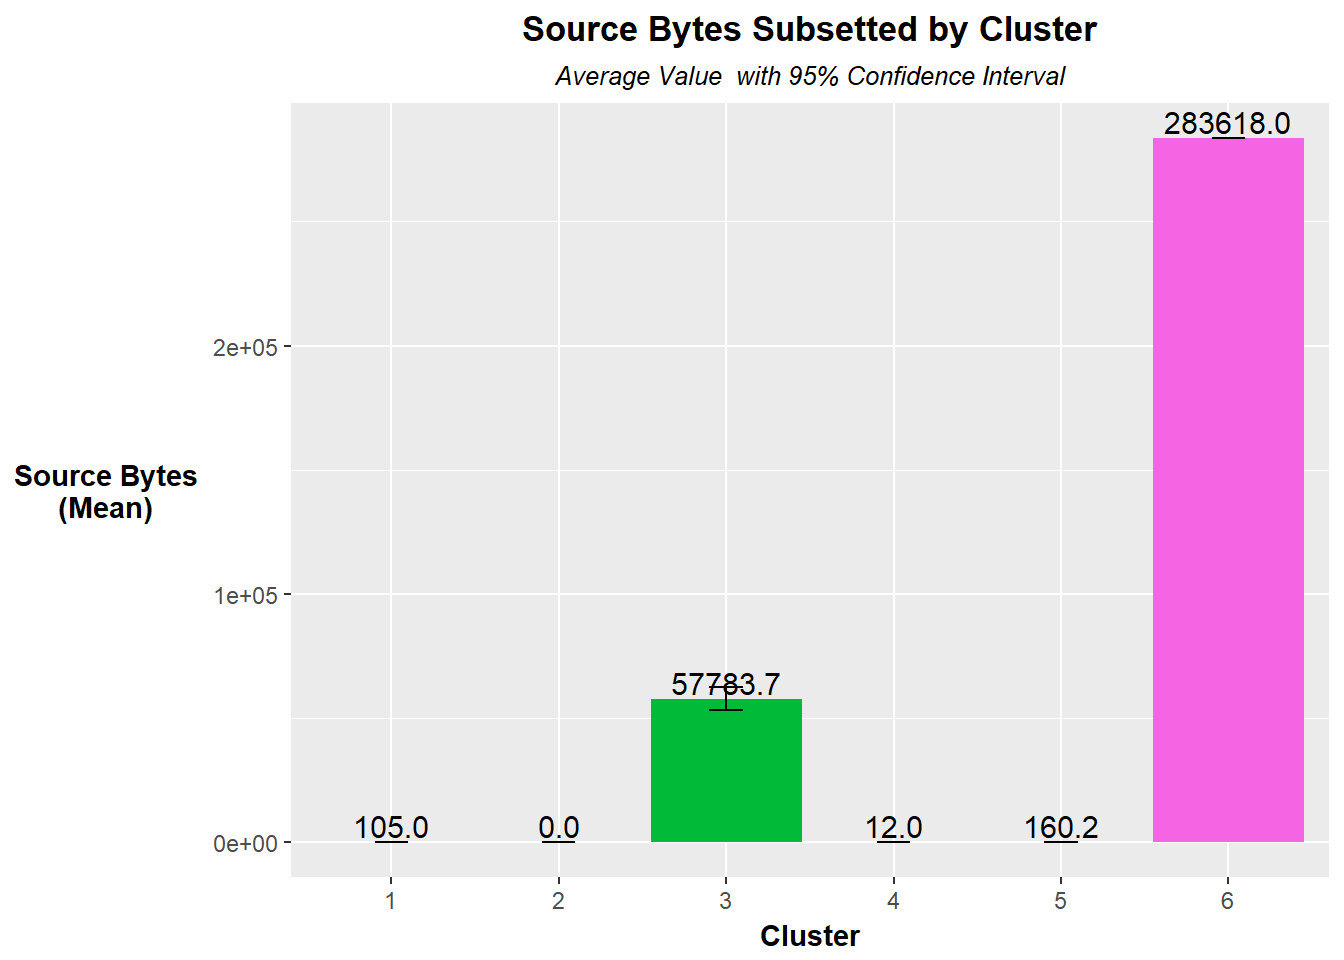 Source Bytes Subsetted by Cluster
Average Value  with 95% Confidence Interval
283618.0
2e+05
Source Bytes
(Mean)
1e+05
57783.7
105.0
0.0
12.0
160.2
0e+00
1
2
3
4
5
6
Cluster